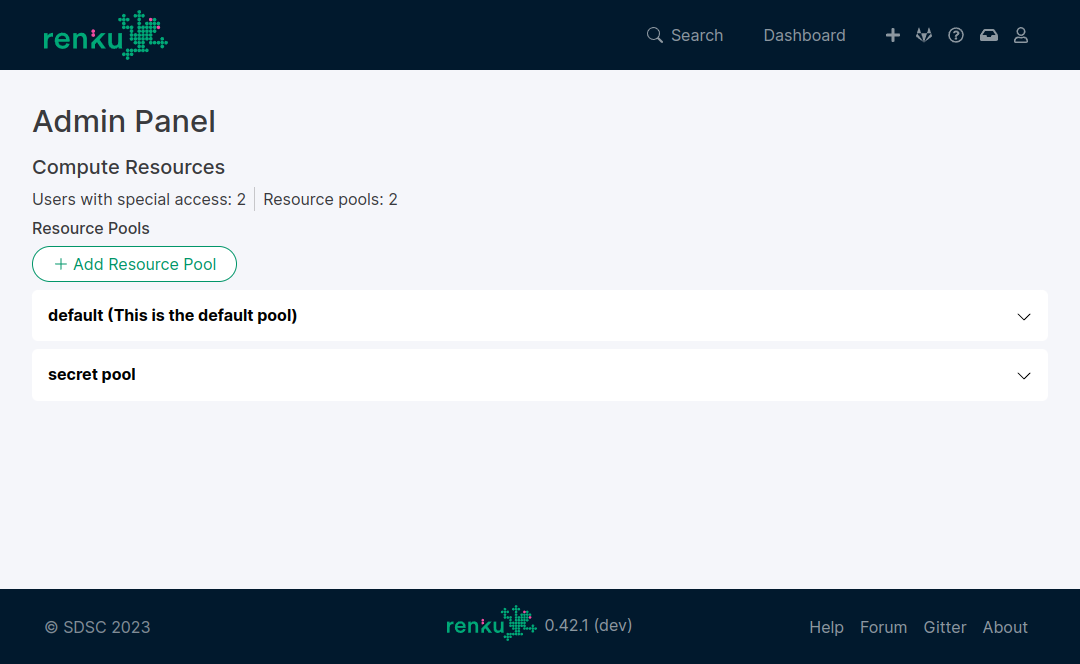 renku
Search
Dashboard
Admin Panel
Compute Resources
Users with special access: 2
Resource pools: 2
Resource Pools
Add Resource Pool
default (This is the default pool)
secret pool
© SDSC 2023
renku 0.42.1 (dev)
Help
Forum
Gitter
About